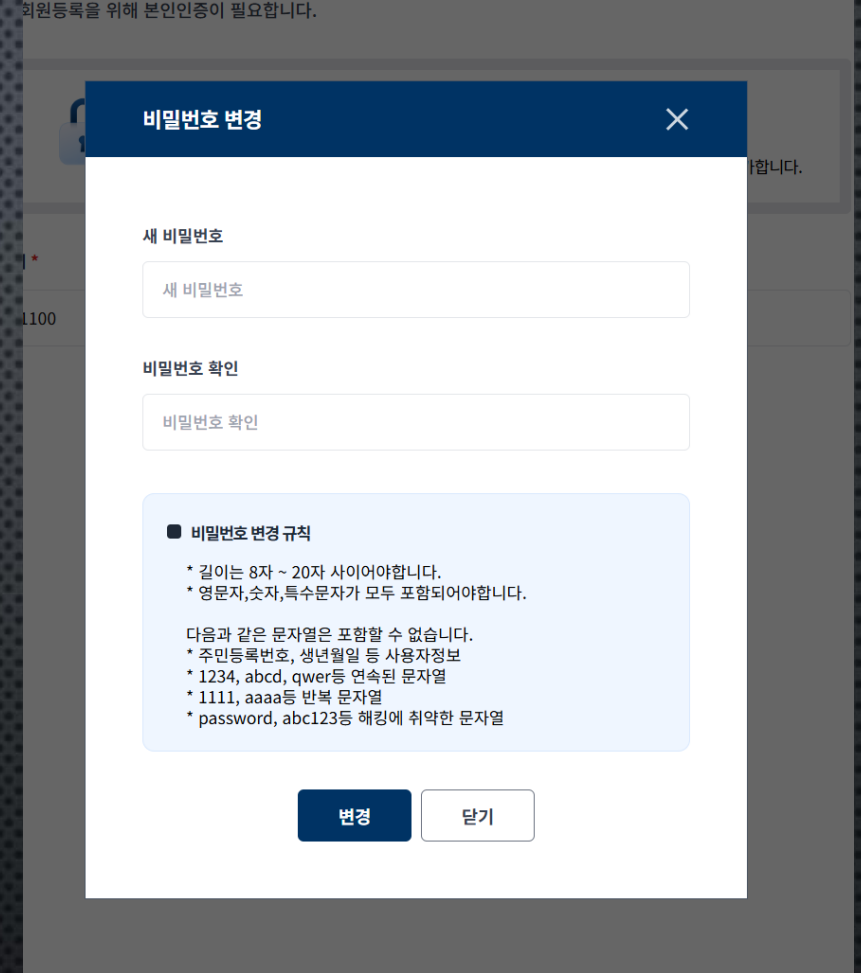 회원등록을 위해 본인인증이 필요합니다.
비밀번호 변경
합니다.
새 비밀번호
*
새 비밀번호
1100
비밀번호 확인
비밀번호 확인
비밀번호 변경 규칙
* 길이는 8자 ~ 20자 사이어야합니다.
* 영문자,숫자,특수문자가 모두 포함되어야합니다.
다음과 같은 문자열은 포함할 수 없습니다.
* 주민등록번호, 생년월일 등 사용자정보
* 1234, abcd, qwer등 연속된 문자열
* 1111, aaaa등 반복 문자열
* password, abc123등 해킹에 취약한 문자열
변경
닫기